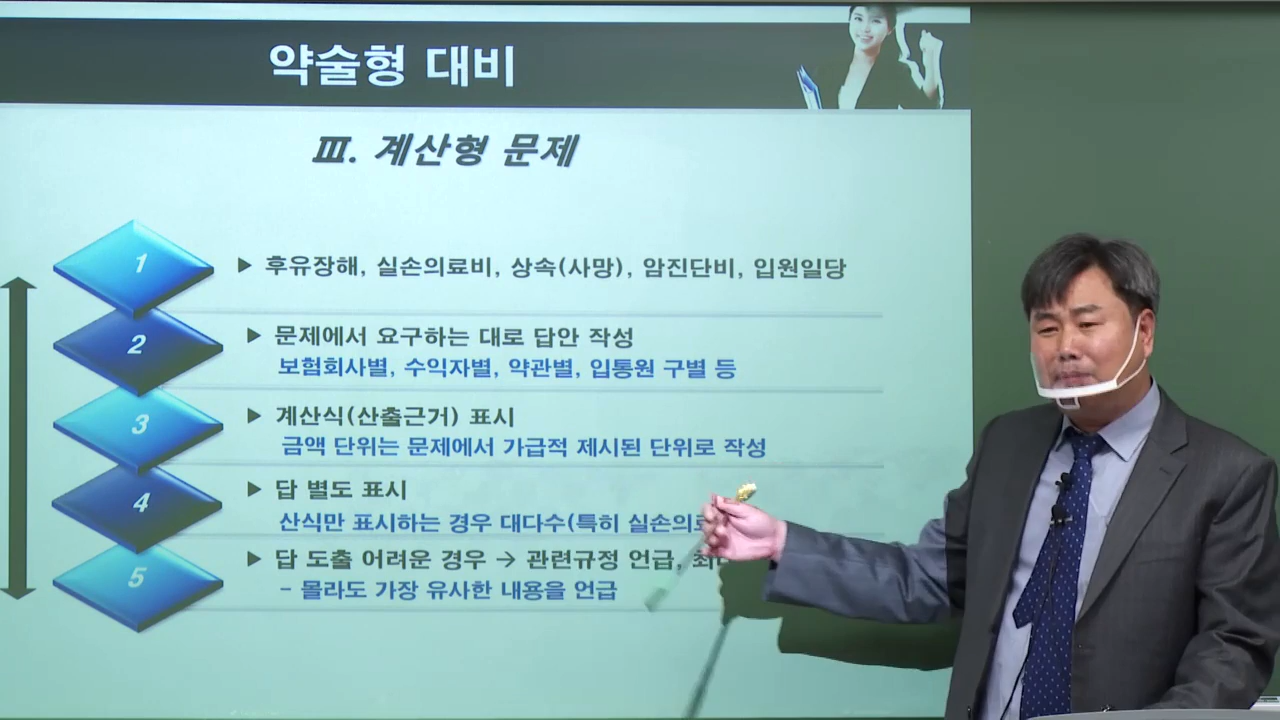 약술형 대비
Ⅲ. 계산형 문제
1
▶ 후유장해, 실손의료비, 상속(사망), 암진단비, 입원일당
2
▶ 문제에서 요구하는 대로 답안 작성
보험회사별, 수익자별, 약관별, 입통원 구별 등
3
▶ 계산식(산출근거) 표시
금액 단위는 문제에서 가급적 제시된 단위로 작성
4
▶ 답 별도 표시
산식만 표시하는 경우 대다수(특히
5
▶ 답 도출 어려운 경우 → 관련규정 언급,
- 몰라도 가장 유사한 내용을 언급